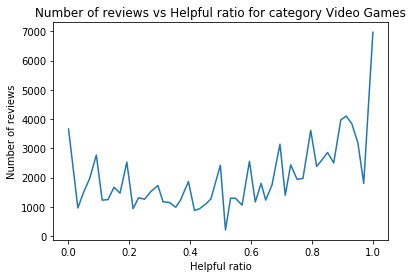 Number of reviews vs Helpful ratio for category Video Games
7000
6000
5000
4000
3000
2000
1000
0
Number of reviews
0.0 0.2 0.4 0.6 0.8 1.0
Helpful ratio